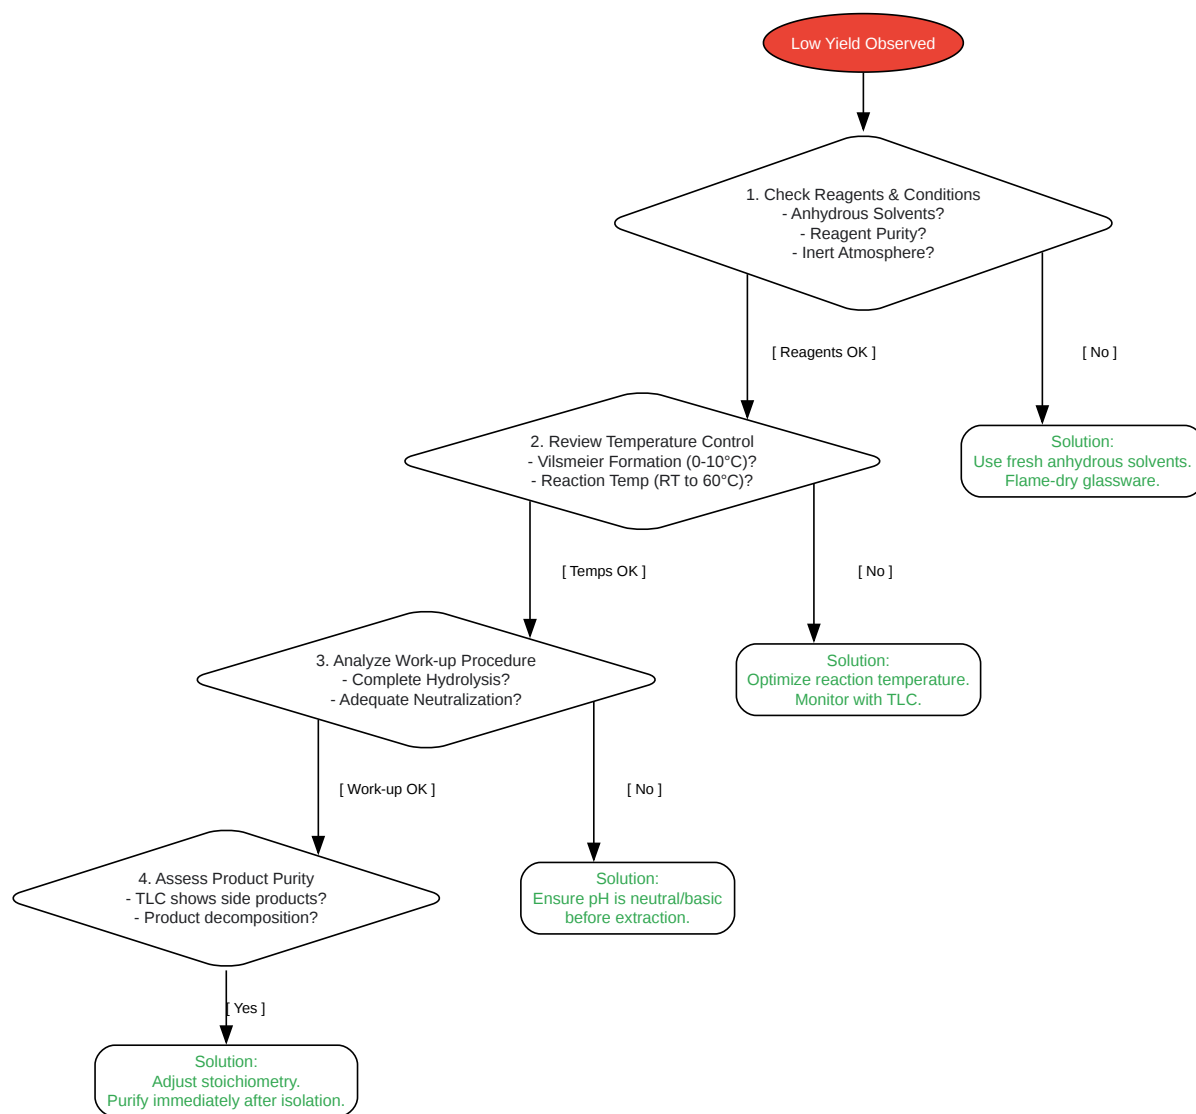 Low Yield Observed
1. Check Reagents & Conditions
- Anhydrous Solvents?
- Reagent Purity?
- Inert Atmosphere?
[ Reagents OK ]
[ No ]
2. Review Temperature Control
- Vilsmeier Formation (0-10°C)?
- Reaction Temp (RT to 60°C)?
Solution:
Use fresh anhydrous solvents.
Flame-dry glassware.
[ Temps OK ]
[ No ]
3. Analyze Work-up Procedure
- Complete Hydrolysis?
- Adequate Neutralization?
Solution:
Optimize reaction temperature.
Monitor with TLC.
[ Work-up OK ]
[ No ]
4. Assess Product Purity
- TLC shows side products?
- Product decomposition?
Solution:
Ensure pH is neutral/basic
before extraction.
[ Yes ]
Solution:
Adjust stoichiometry.
Purify immediately after isolation.